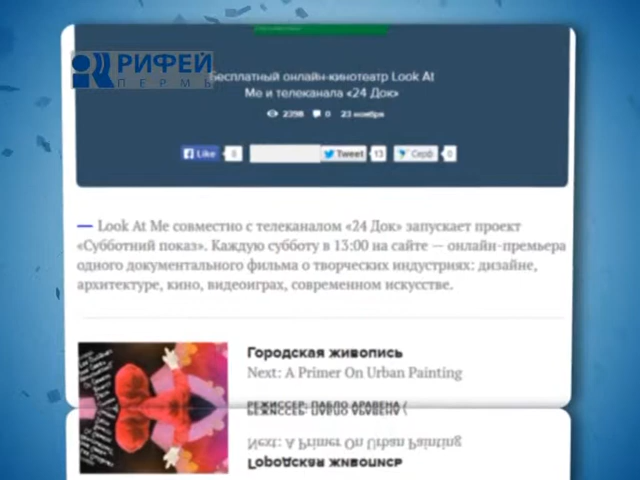 РИФЕЙ
ПЕРМЬ
Бесплатный онлайн-кинотеатр Look At
Me и телеканала «24 Док»
2398 0 23 ноября
Like 0 Tweet 13 Серф 0
— Look At Me совместно с телеканалом «24 Док» запускает проект
«Субботний показ». Каждую субботу в 13:00 на сайте — онлайн-премьера
одного документального фильма о творческих индустриях: дизайне,
архитектуре, кино, видеоиграх, современном искусстве.
Городская живопись
Next: A Primer On Urban Painting
РЕЖИССЕР: ПАБЛО АРАВЕНА (